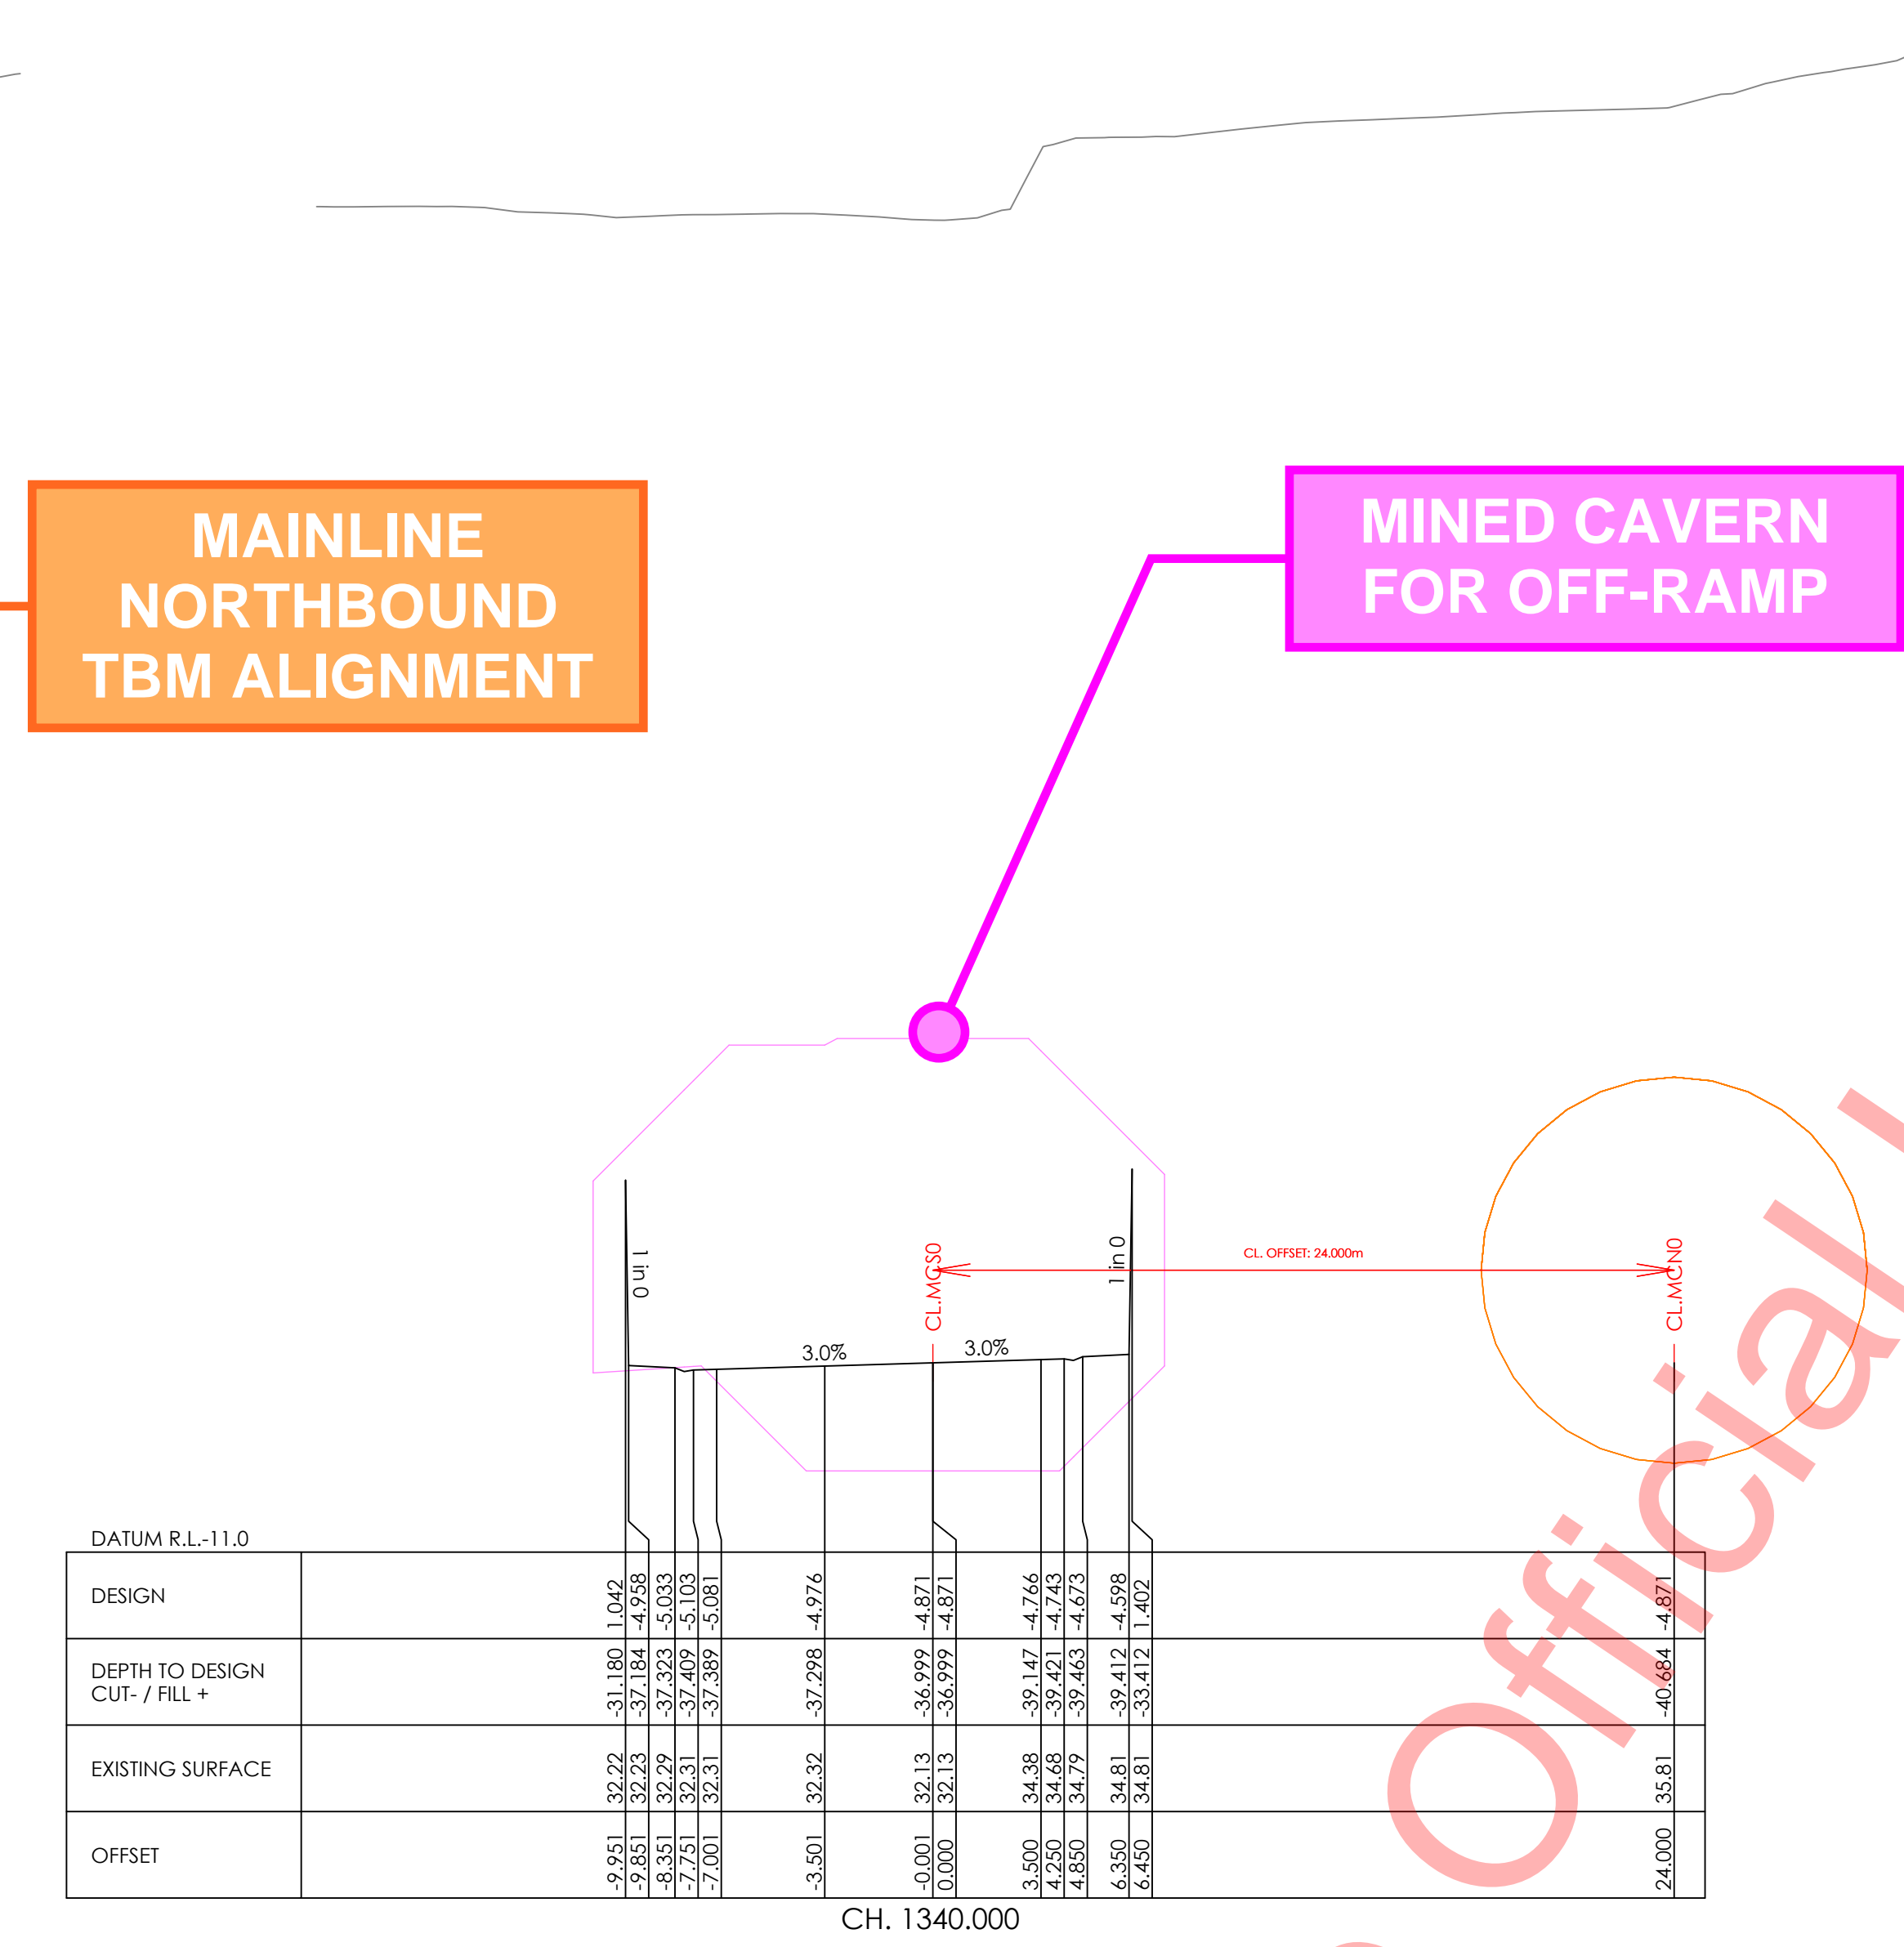 MAINLINE
NORTHBOUND
TBM ALIGNMENT
MINED CAVERN
FOR OFF-RAMP
1 in 0
3.0%
CL.MCS0
3.0%
1 in 0
CL. OFFSET: 24.000m
CL.MCN0
DATUM R.L.-11.0
DESIGN 1.042 -4.958 -5.033 -5.103 -5.081 -4.976 -4.871 -4.871 -4.766 -4.743 -4.673 -4.598 1.402 -4.871
DEPTH TO DESIGN
CUT- / FILL + -31.180 -37.184 -37.323 -37.409 -37.389 -37.298 -36.999 -36.999 -39.147 -39.421 -39.463 -39.412 -33.412 -40.684
EXISTING SURFACE 32.22 32.23 32.29 32.31 32.31 32.32 32.13 32.13 34.38 34.68 34.79 34.81 34.81 35.81
OFFSET -9.951 -9.851 -8.351 -7.751 -7.001 -3.501 -0.001 0.000 3.500 4.250 4.850 6.350 6.450 24.000
CH. 1340.000
Official